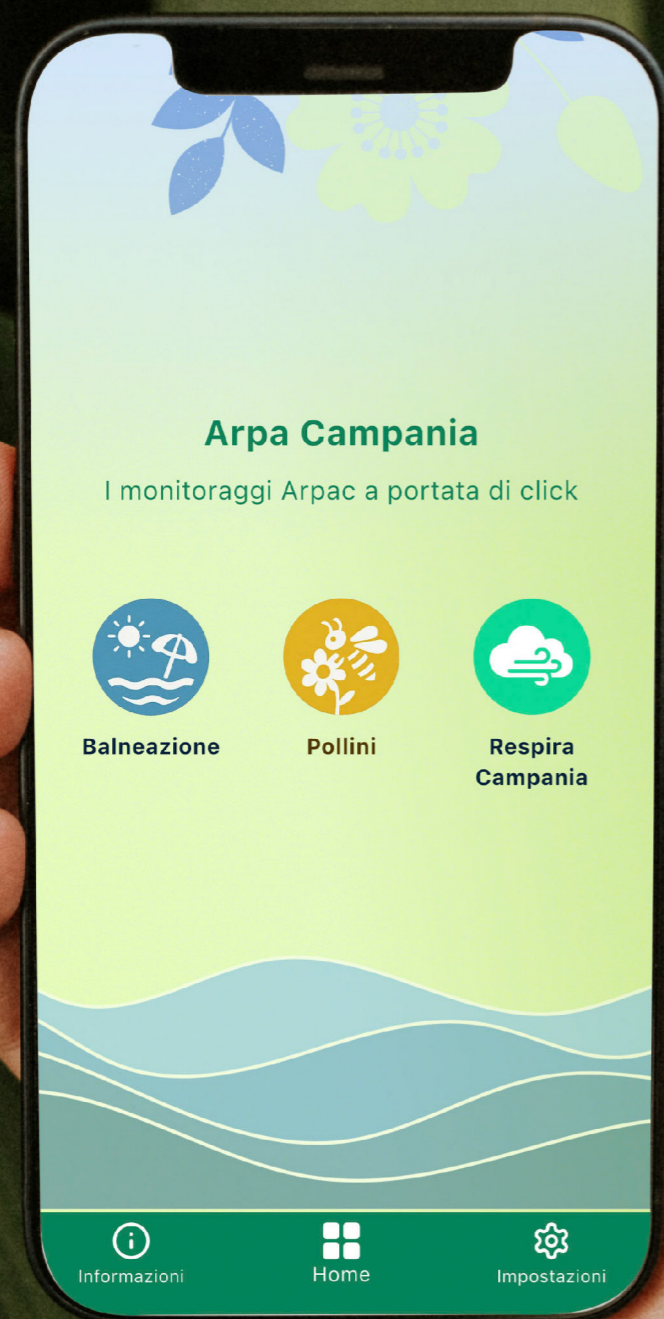 Arpa Campania
I monitoraggi Arpac a portata di click
Balneazione
Pollini
Respira
Campania
Informazioni
Home
Impostazioni